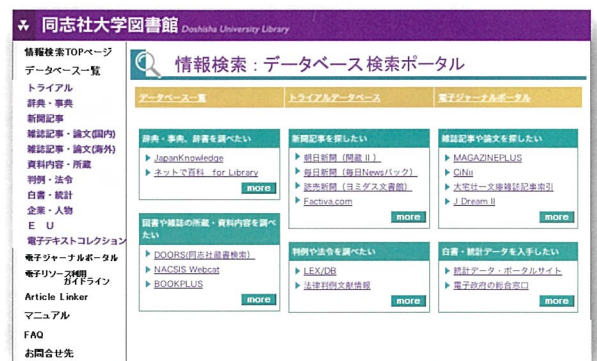 同志社大学図書館 Doshisha University Library
情報検索TOPページ
データベース一覧
トライアル
辞典・事典
新聞記事
雑誌記事・論文(国内)
雑誌記事・論文(海外)
資料内容・所蔵
判例・法令
白書・統計
企業・人物
E U
電子テキストコレクション
電子ジャーナルポータル
電子リソース利用
ガイドライン
Article Linker
マニュアル
FAQ
お問合せ先
情報検索：データベース検索ポータル
データベース一覧
トライアルデータベース
電子ジャーナルポータル
辞典・事典、辞書を調べたい
JapanKnowledge
ネットで百科 for Library
more
新聞記事を探したい
朝日新聞（聞蔵Ⅱ）
毎日新聞（毎日Newsパック）
読売新聞（ヨミダス文書館）
Factiva.com
more
雑誌記事や論文を探したい
MAGAZINEPLUS
CiNii
大宅壮一文庫雑誌記事索引
J Dream II
more
図書や雑誌の所蔵・資料内容を調べ
たい
DOORS(同志社蔵書検索)
NACSIS Webcat
BOOKPLUS
more
判例や法令を調べたい
LEX/DB
法律判例文献情報
more
白書・統計データを入手したい
統計データ・ポータルサイト
電子政府の総合窓口
more